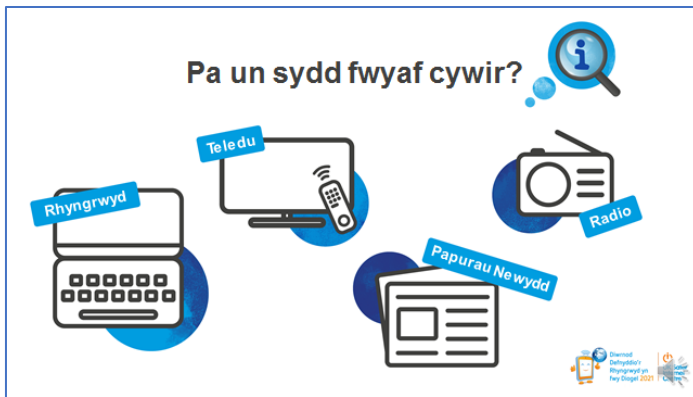 Pa un sydd fwyaf cywir?
i
Teledu
Rhyngrwyd
Radio
Papurau Newydd
Diwrnod
Defnyddio'r
Rhyngrwyd yn
fwy Diogel 2021